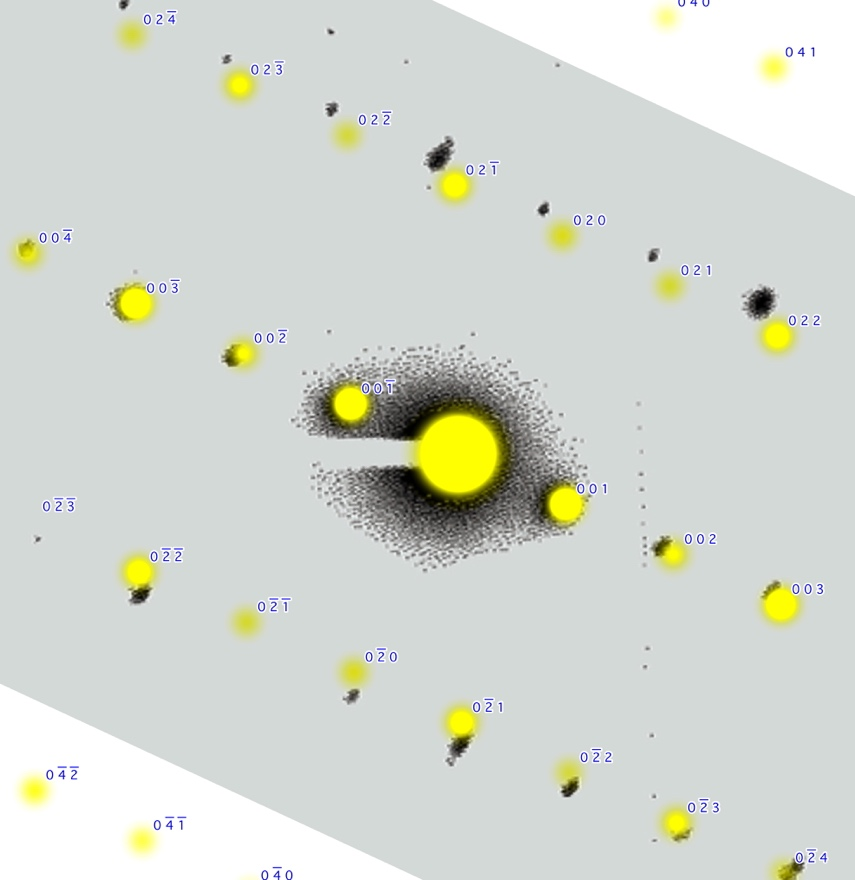 0 4 0
0 2 4̅
0 4 1
0 2 3̅
0 2 2̅
0 2 1̅
0 2 0
0 0 4̅
0 2 1
0 0 3̅
0 2 2
0 0 2̅
0 0 1̅
0 0 1
0 2̅ 3̅
0 0 2
0 2̅ 2̅
0 0 3
0 2̅ 1̅
0 2̅ 0
0 2̅ 1
0 2̅ 2
0 4̅ 2̅
0 2̅ 3
0 4̅ 1̅
0 2̅ 4
0 4̅ 0